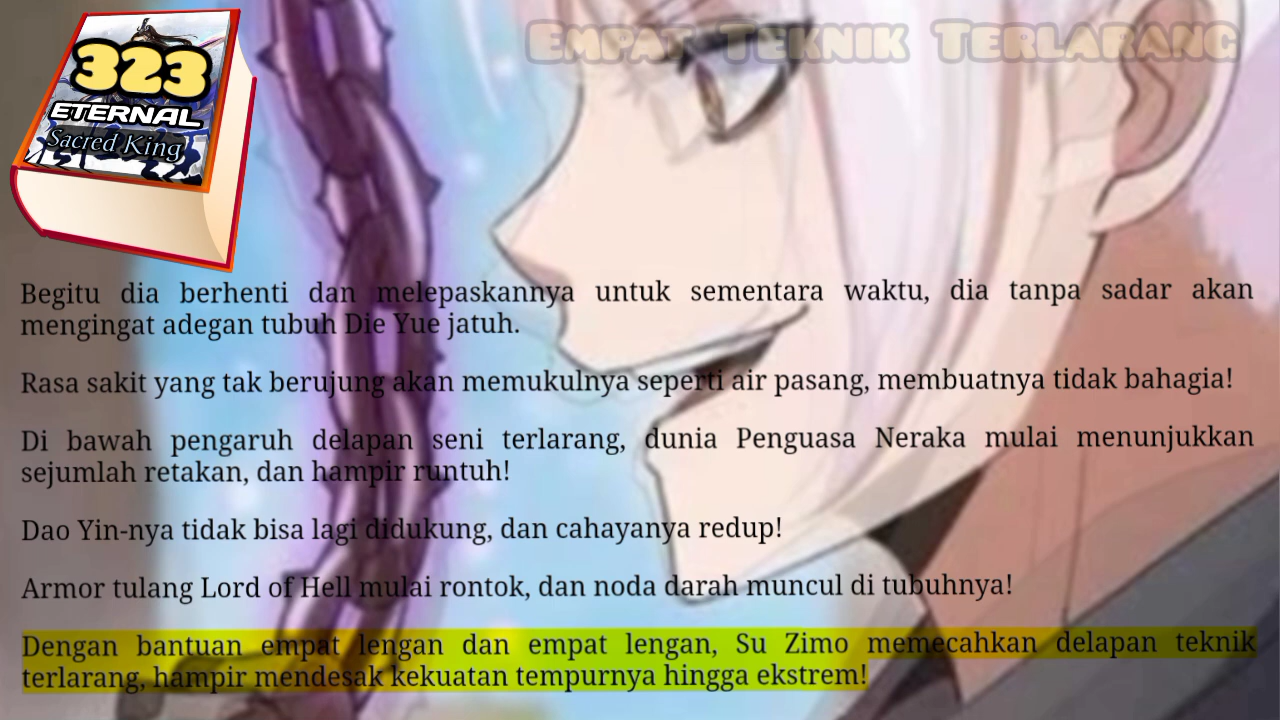 Empat Teknik Terlarang
323
ETERNAL
Sacred King
Begitu dia berhenti dan melepaskannya untuk sementara waktu, dia tanpa sadar akan
mengingat adegan tubuh Die Yue jatuh.
Rasa sakit yang tak berujung akan memukulnya seperti air pasang, membuatnya tidak bahagia!
Di bawah pengaruh delapan seni terlarang, dunia Penguasa Neraka mulai menunjukkan
sejumlah retakan, dan hampir runtuh!
Dao Yin-nya tidak bisa lagi didukung, dan cahayanya redup!
Armor tulang Lord of Hell mulai rontok, dan noda darah muncul di tubuhnya!
Dengan bantuan empat lengan dan empat lengan, Su Zimo memecahkan delapan teknik
terlarang, hampir mendesak kekuatan tempurnya hingga ekstrem!